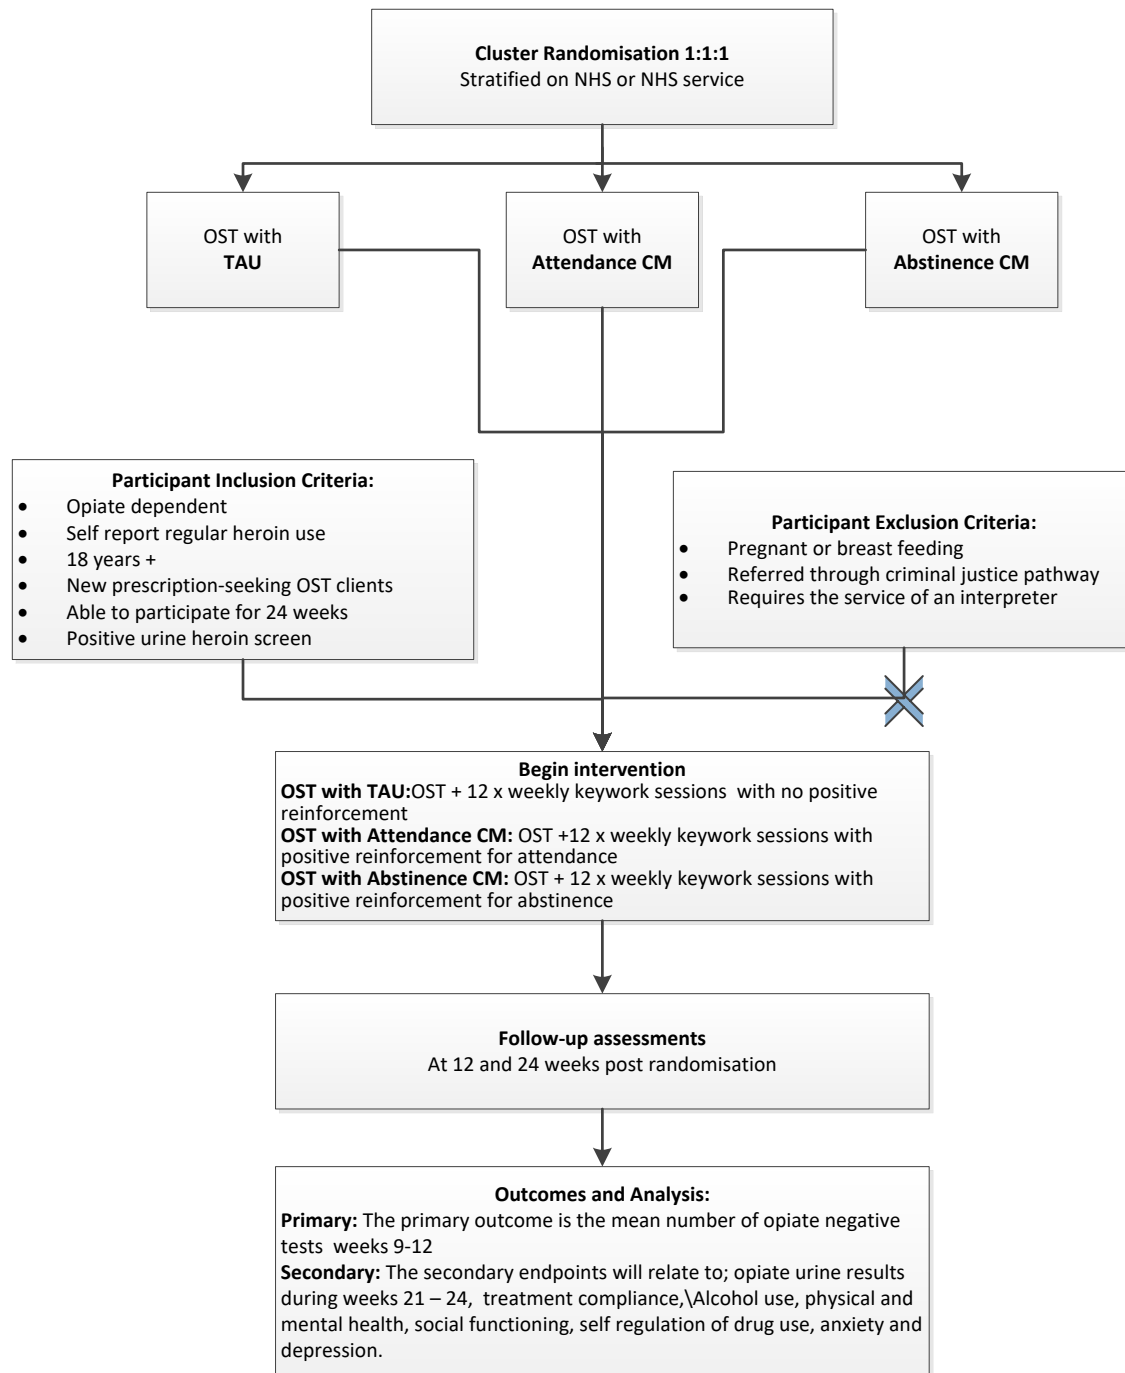 Cluster Randomisation 1:1:1
Stratified on NHS or NHS service
OST with
TAU
OST with
Attendance CM
OST with
Abstinence CM
Participant Inclusion Criteria:
• Opiate dependent
• Self report regular heroin use
• 18 years +
• New prescription-seeking OST clients
• Able to participate for 24 weeks
• Positive urine heroin screen
Participant Exclusion Criteria:
• Pregnant or breast feeding
• Referred through criminal justice pathway
• Requires the service of an interpreter
Begin intervention
OST with TAU:OST + 12 x weekly keywork sessions with no positive
reinforcement
OST with Attendance CM: OST +12 x weekly keywork sessions with
positive reinforcement for attendance
OST with Abstinence CM: OST + 12 x weekly keywork sessions with
positive reinforcement for abstinence
Follow-up assessments
At 12 and 24 weeks post randomisation
Outcomes and Analysis:
Primary: The primary outcome is the mean number of opiate negative
tests weeks 9-12
Secondary: The secondary endpoints will relate to; opiate urine results
during weeks 21 – 24, treatment compliance,\Alcohol use, physical and
mental health, social functioning, self regulation of drug use, anxiety and
depression.